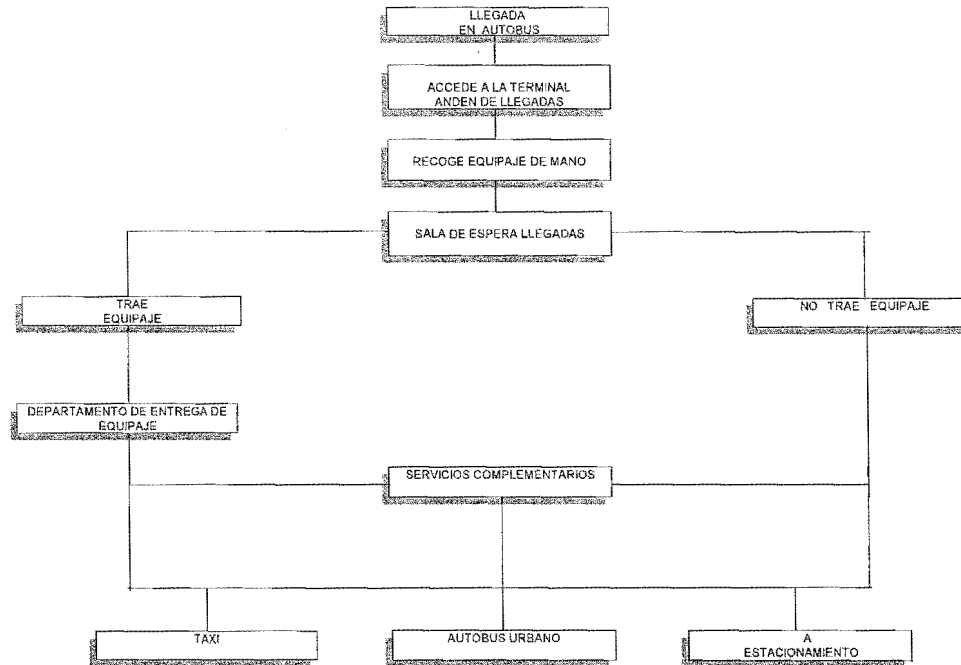 LLEGADA
EN AUTOBUS
ACCEDE A LA TERMINAL
ANDEN DE LLEGADAS
RECOGE EQUIPAJE DE MANO
SALA DE ESPERA LLEGADAS
TRAE
EQUIPAJE
NO TRAE EQUIPAJE
DEPARTAMENTO DE ENTREGA DE
EQUIPAJE
SERVICIOS COMPLEMENTARIOS
TAXI
AUTOBUS URBANO
A
ESTACIONAMIENTO